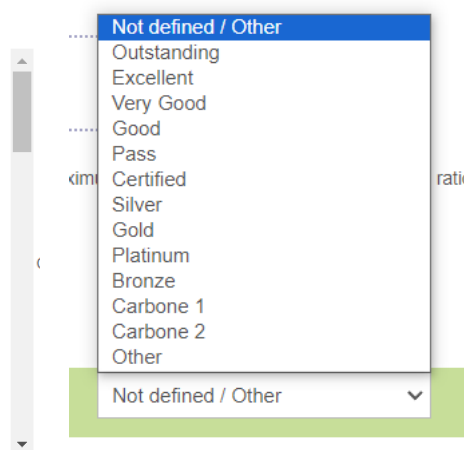 Not defined / Other
Outstanding
Excellent
Very Good
Good
Pass
Certified
Silver
Gold
Platinum
Bronze
Carbone 1
Carbone 2
Other
Not defined / Other